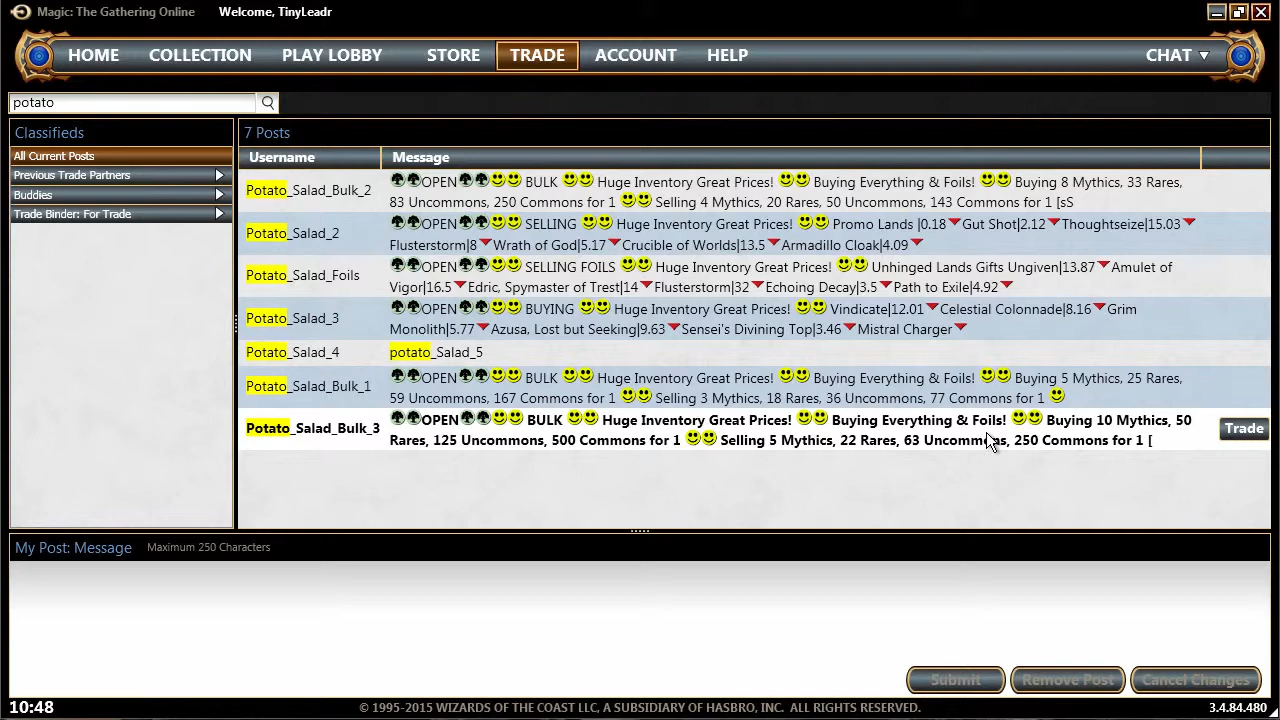 Magic: The Gathering Online Welcome, TinyLeadr
HOME COLLECTION PLAY LOBBY STORE TRADE ACCOUNT HELP CHAT
potato
Classifieds
All Current Posts
Previous Trade Partners
Buddies
Trade Binder: For Trade
7 Posts
Username Message
Potato_Salad_Bulk_2 OPEN BULK Huge Inventory Great Prices! Buying Everything & Foils! Buying 8 Mythics, 33 Rares,
83 Uncommons, 250 Commons for 1 Selling 4 Mythics, 20 Rares, 50 Uncommons, 143 Commons for 1 [sS
Potato_Salad_2 OPEN SELLING Huge Inventory Great Prices! Promo Lands |0.18 Gut Shot|2.12 Thoughtseize|15.03
Flusterstorm|8 Wrath of God|5.17 Crucible of Worlds|13.5 Armadillo Cloak|4.09
Potato_Salad_Foils OPEN SELLING FOILS Huge Inventory Great Prices! Unhinged Lands Gifts Ungiven|13.87 Amulet of
Vigor|16.5 Edric, Spymaster of Trest|14 Flusterstorm|32 Echoing Decay|3.5 Path to Exile|4.92
Potato_Salad_3 OPEN BUYING Huge Inventory Great Prices! Vindicate|12.01 Celestial Colonnade|8.16 Grim
Monolith|5.77 Azusa, Lost but Seeking|9.63 Sensei's Divining Top|3.46 Mistral Charger
Potato_Salad_4 potato_Salad_5
Potato_Salad_Bulk_1 OPEN BULK Huge Inventory Great Prices! Buying Everything & Foils! Buying 5 Mythics, 25 Rares,
59 Uncommons, 167 Commons for 1 Selling 3 Mythics, 18 Rares, 36 Uncommons, 77 Commons for 1
Potato_Salad_Bulk_3 OPEN BULK Huge Inventory Great Prices! Buying Everything & Foils! Buying 10 Mythics, 50
Rares, 125 Uncommons, 500 Commons for 1 Selling 5 Mythics, 22 Rares, 63 Uncommons, 250 Commons for 1 [
Trade
My Post: Message Maximum 250 Characters
Submit Remove Post Cancel Changes
10:48 © 1995-2015 WIZARDS OF THE COAST LLC, A SUBSIDIARY OF HASBRO, INC. ALL RIGHTS RESERVED. 3.4.84.480